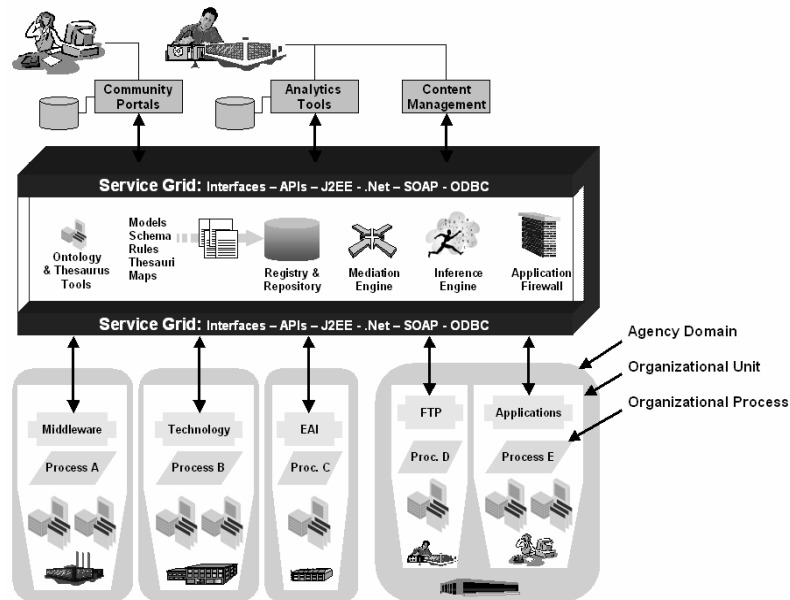 Community
Portals
Analytics
Tools
Content
Management
Service Grid: Interfaces – APIs – J2EE - .Net – SOAP - ODBC
Ontology
& Thesaurus
Tools
Models
Schema
Rules
Thesauri
Maps
Registry &
Repository
Mediation
Engine
Inference
Engine
Application
Firewall
Service Grid: Interfaces – APIs – J2EE - .Net – SOAP - ODBC
Agency Domain
Organizational Unit
Organizational Process
Middleware
Technology
EAI
FTP
Applications
Process A
Process B
Proc. C
Proc. D
Process E